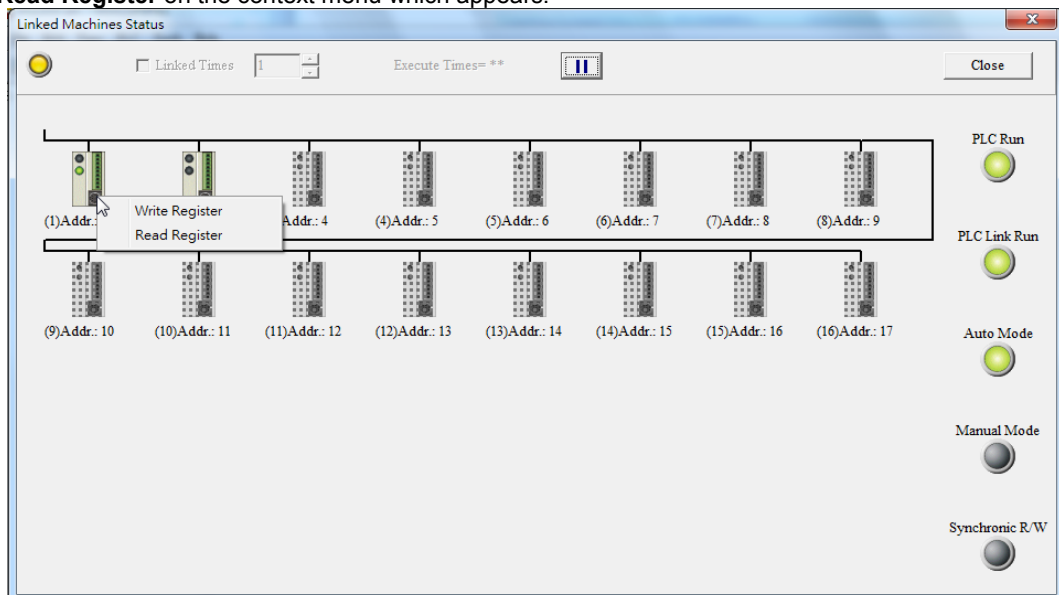 Read Register on the context menu which appears.
Linked Machines Status
Linked Times 1 Execute Times= ** Close
PLC Run
(1)Addr.: Addr.: 4 (4)Addr.: 5 (5)Addr.: 6 (6)Addr.: 7 (7)Addr.: 8 (8)Addr.: 9
Write Register
Read Register
PLC Link Run
(9)Addr.: 10 (10)Addr.: 11 (11)Addr.: 12 (12)Addr.: 13 (13)Addr.: 14 (14)Addr.: 15 (15)Addr.: 16 (16)Addr.: 17
Auto Mode
Manual Mode
Synchronic R/W